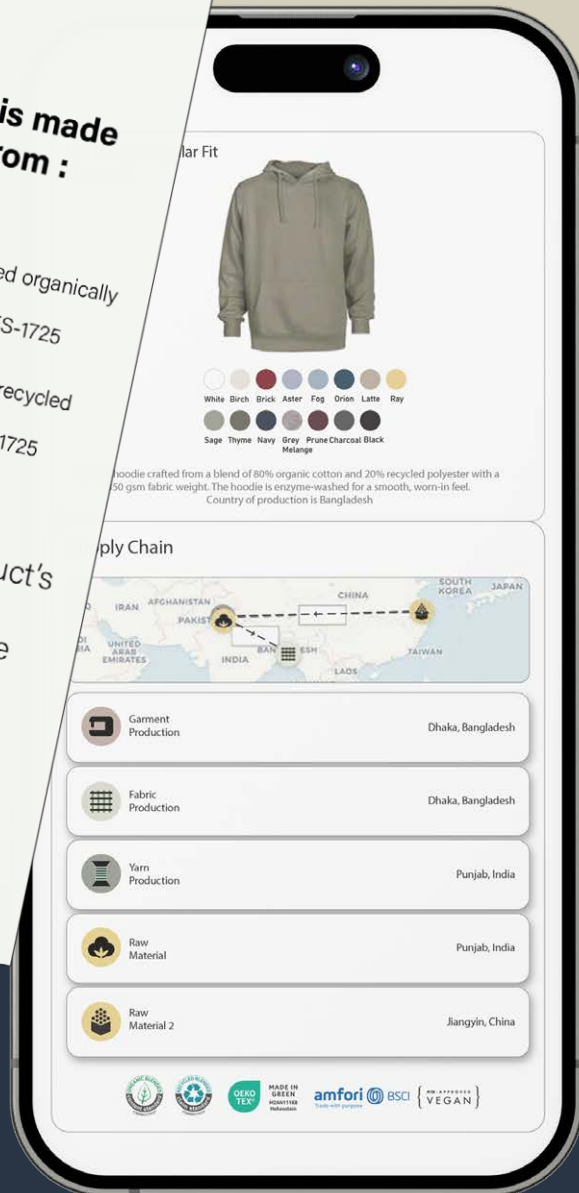 is made
rom :
ed organically
S-1725
recycled
1725
uct's
e
lar Fit
White Birch Brick Aster Fog Orion Latte Ray
Sage Thyme Navy Grey Melange Prune Charcoal Black
hoodie crafted from a blend of 80% organic cotton and 20% recycled polyester with a
50 gsm fabric weight. The hoodie is enzyme-washed for a smooth, worn-in feel.
Country of production is Bangladesh
ply Chain
IRAN
AFGHANISTAN
PAKIST
UNITED
ARAB
EMIRATES
INDIA
BAN
ESH
CHINA
LAOS
TAIWAN
SOUTH
KOREA
JAPAN
Garment
Production
Dhaka, Bangladesh
Fabric
Production
Dhaka, Bangladesh
Yarn
Production
Punjab, India
Raw
Material
Punjab, India
Raw
Material 2
Jiangyin, China
OEKO
TEX®
MADE IN
GREEN
Hohenstein
amfori BSCI
Trade with purpose
VEGAN